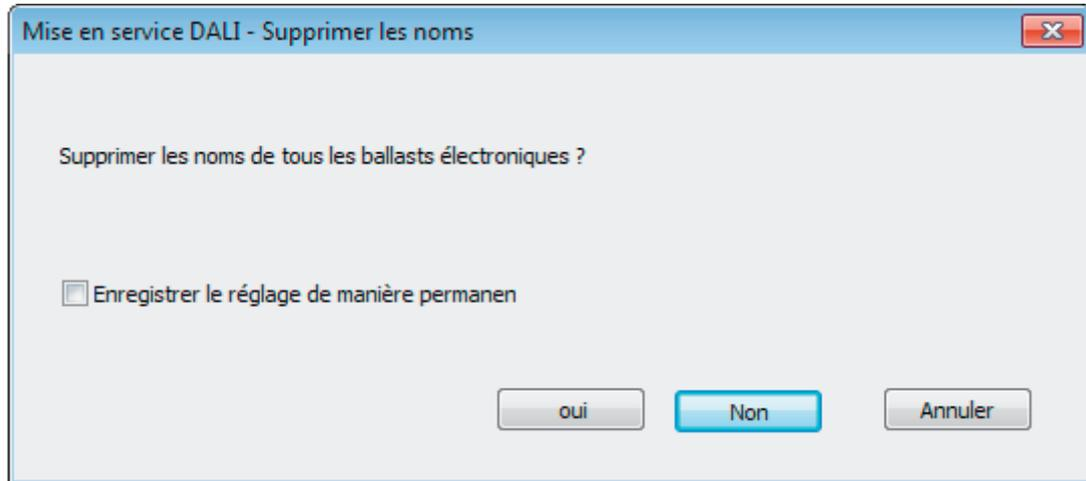 Mise en service DALI - Supprimer les noms
Supprimer les noms de tous les ballasts électroniques ?
Enregistrer le réglage de manière permanen
oui Non Annuler